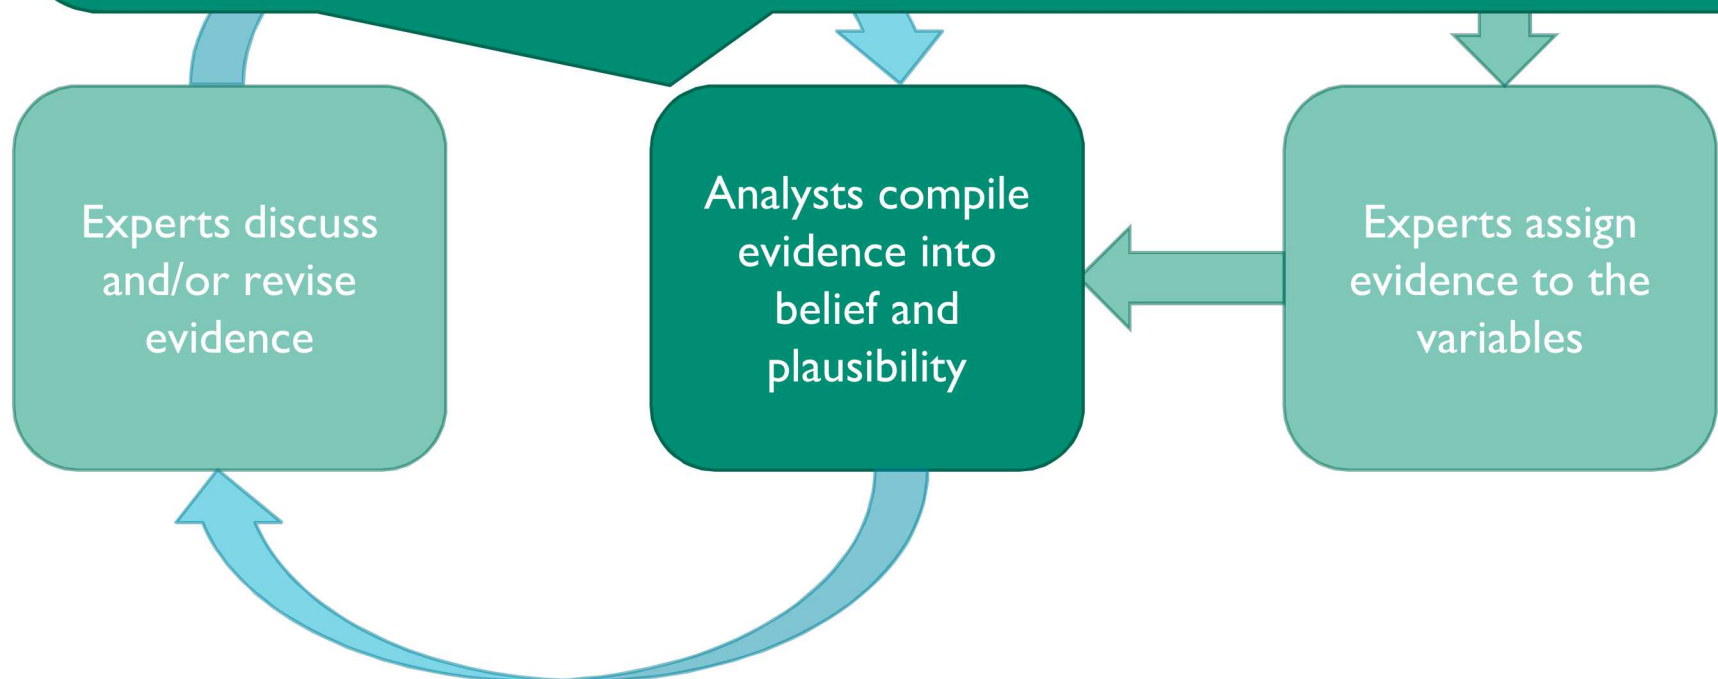 Experts discuss
and/or revise
evidence
Analysts compile
evidence into
belief and
plausibility
Experts assign
evidence to the
variables